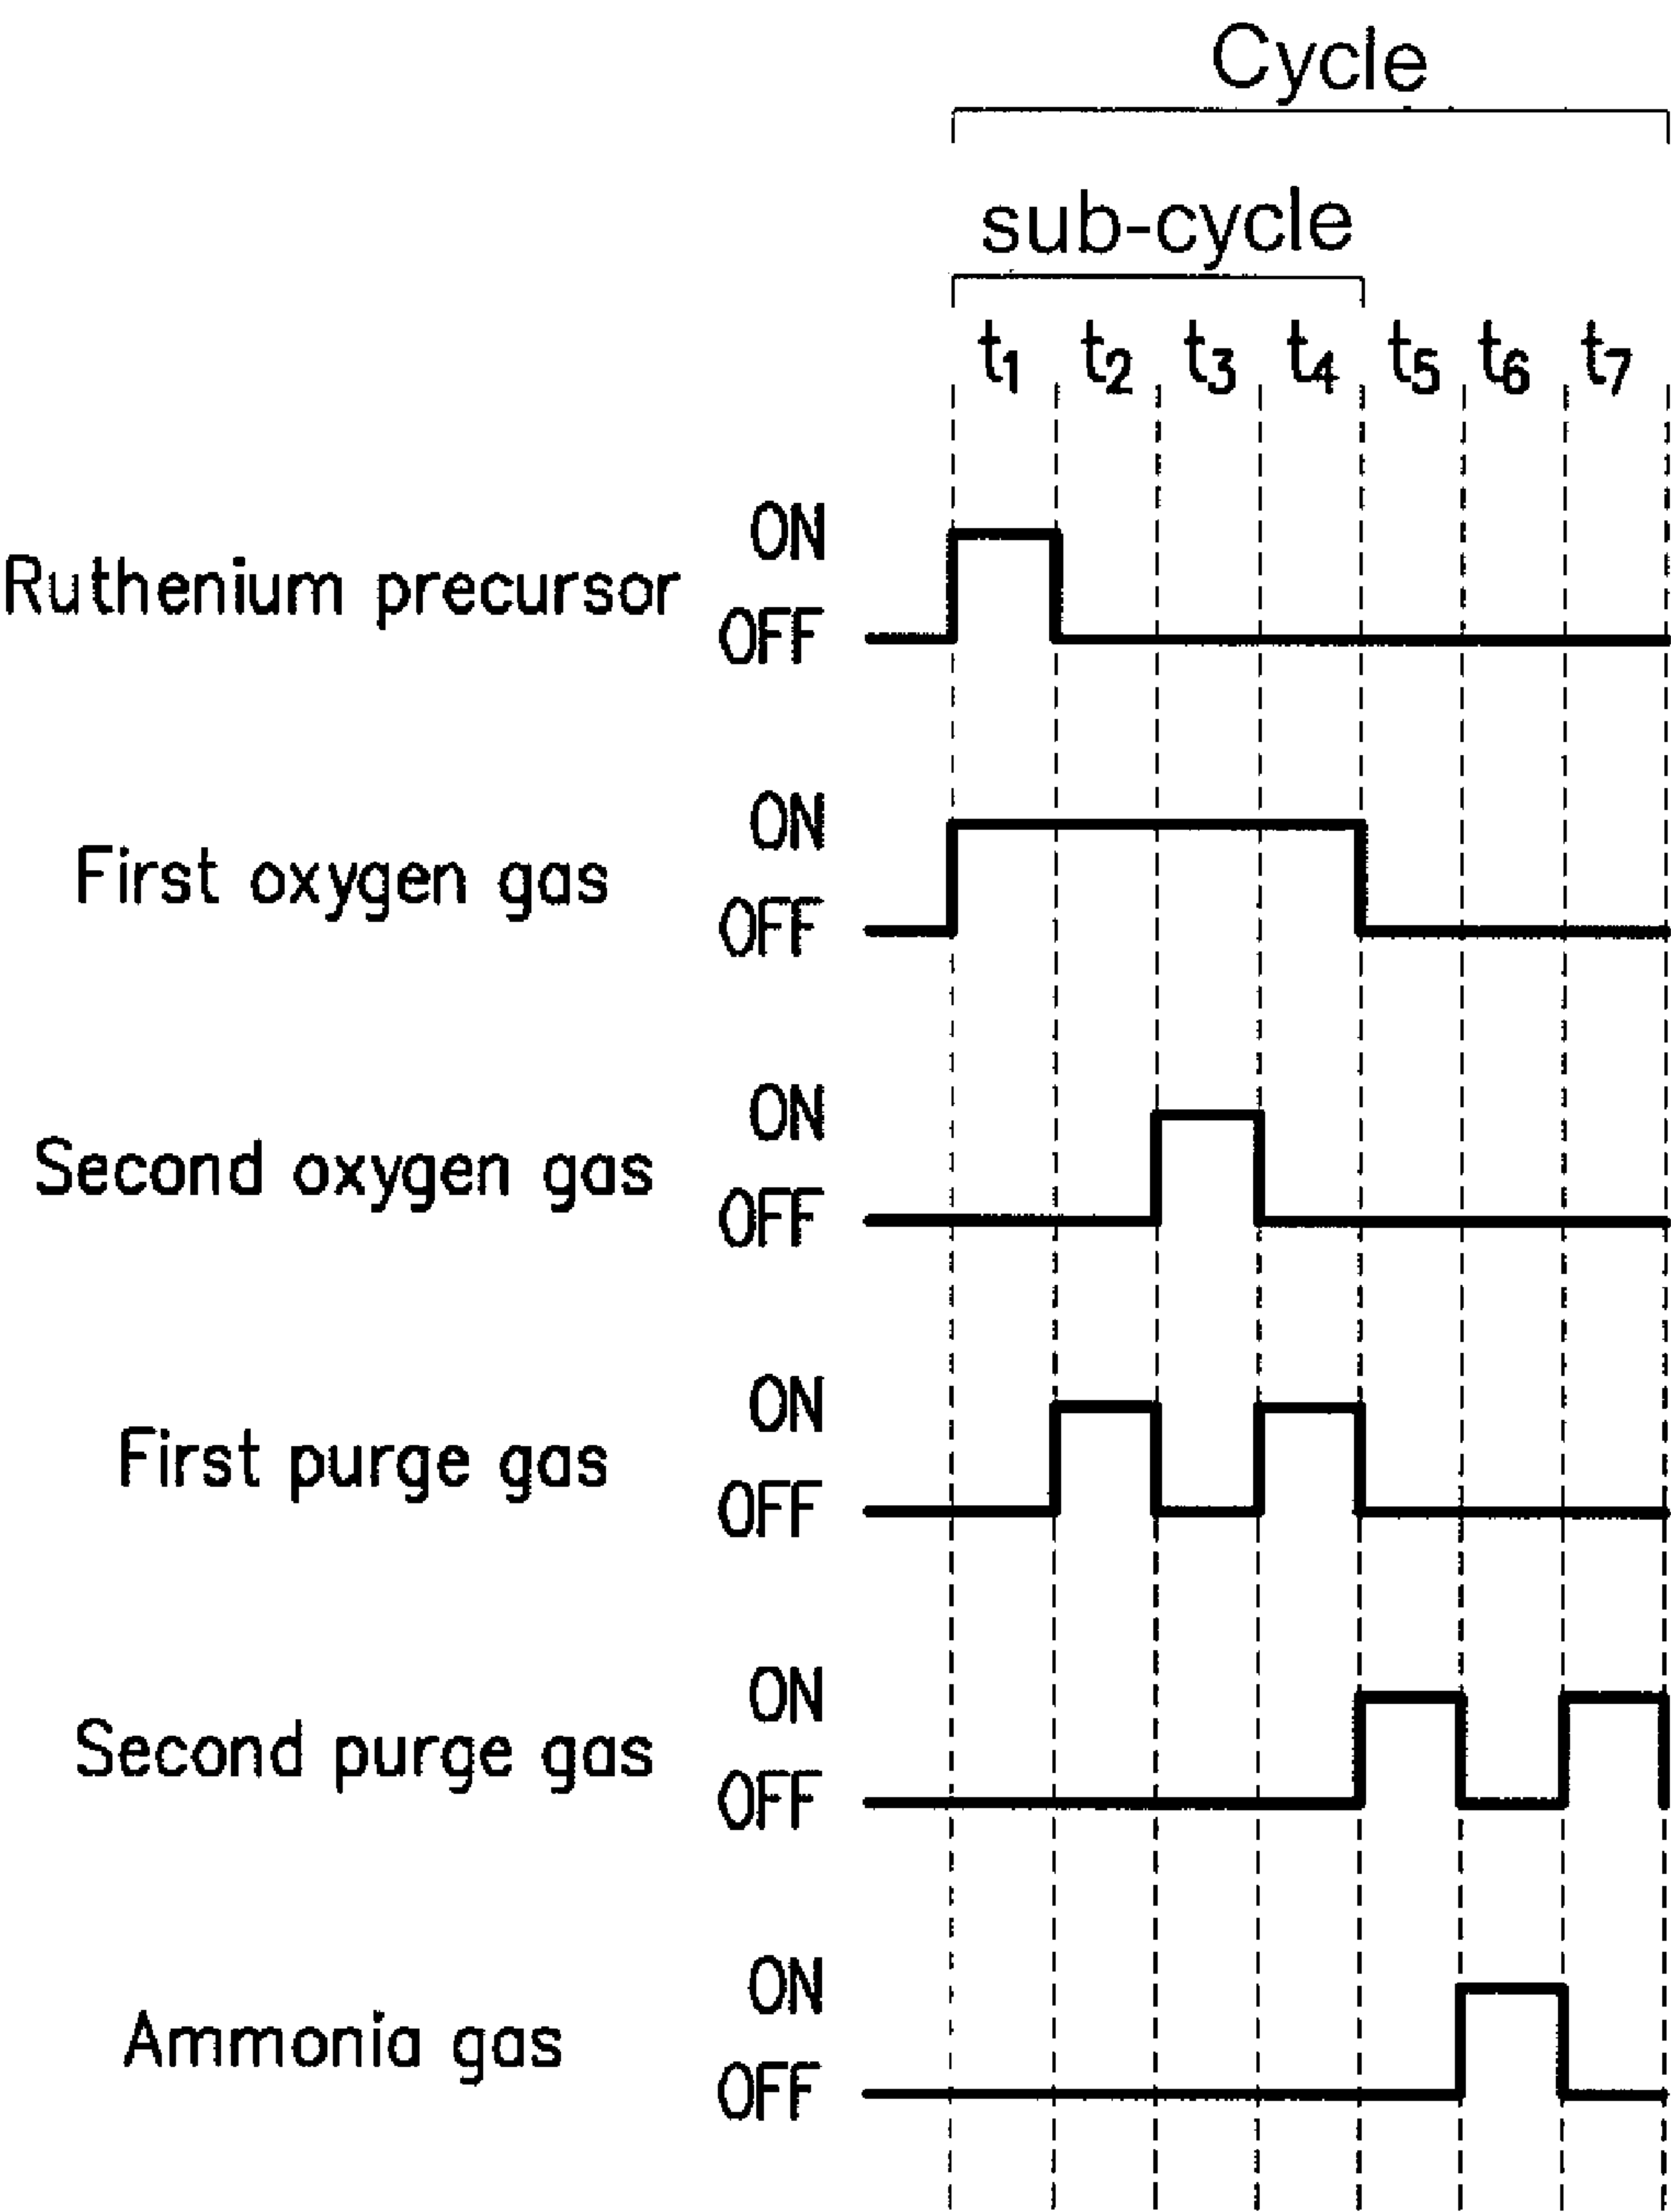 Cycle
sub-cycle
t1 t2 t3 t4 t5 t6 t7
ON
Ruthenium precursor
OFF
ON
First oxygen gas
OFF
ON
Second oxygen gas
OFF
ON
First purge gas
OFF
ON
Second purge gas
OFF
ON
Ammonia gas
OFF